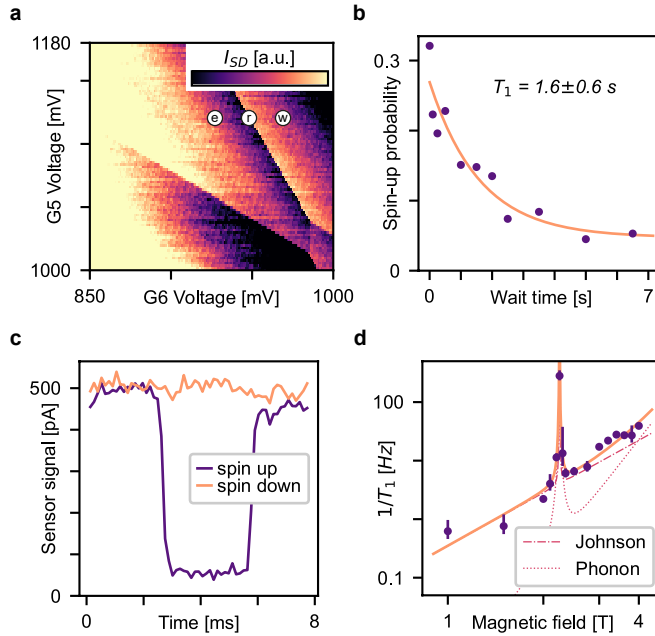 a
1180
I_SD [a.u.]
e r w
G5 Voltage [mV]
1000
850 G6 Voltage [mV] 1000
b
0.3
T₁ = 1.6±0.6 s
Spin-up probability
0
0 Wait time [s] 7
c
500
Sensor signal [pA]
spin up
spin down
0
0 Time [ms] 8
d
100
1/T₁ [Hz]
Johnson
Phonon
0.1
1 Magnetic field [T] 4